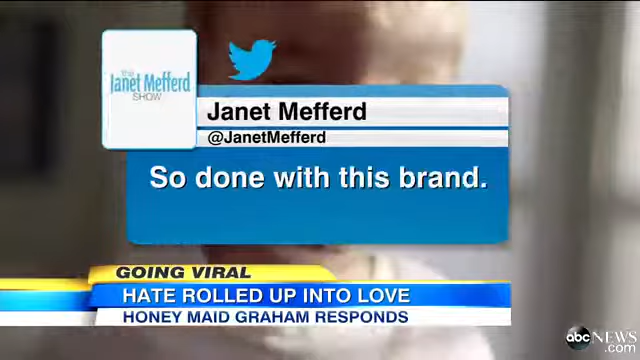 the
Janet Mefferd
SHOW
Janet Mefferd
@JanetMefferd
So done with this brand.
GOING VIRAL
HATE ROLLED UP INTO LOVE
HONEY MAID GRAHAM RESPONDS
abc NEWS
.com